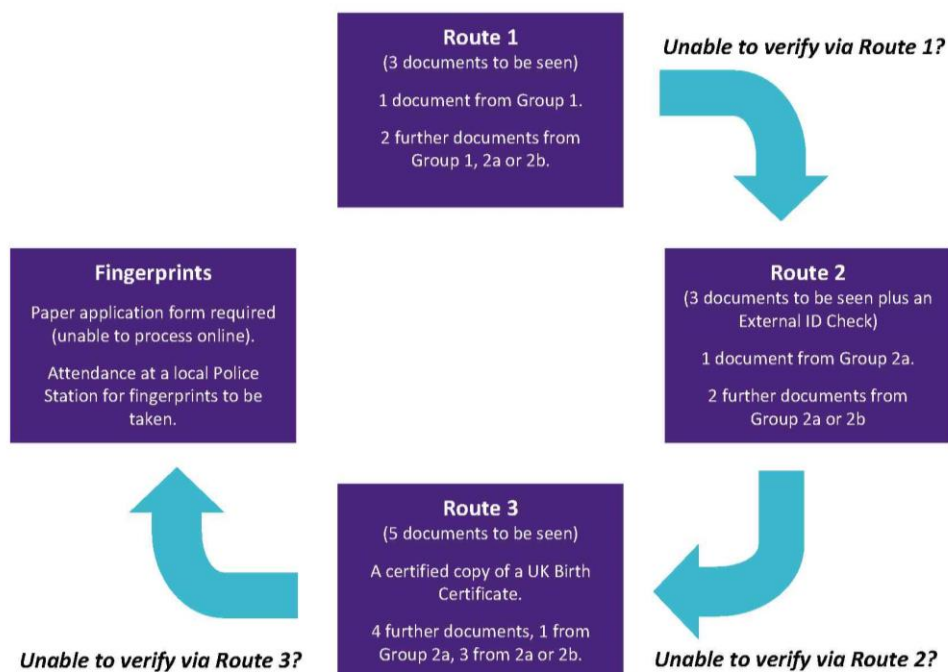 Route 1
(3 documents to be seen)
1 document from Group 1.
2 further documents from
Group 1, 2a or 2b.
Unable to verify via Route 1?
Route 2
(3 documents to be seen plus an
External ID Check)
1 document from Group 2a.
2 further documents from
Group 2a or 2b
Unable to verify via Route 2?
Route 3
(5 documents to be seen)
A certified copy of a UK Birth
Certificate.
4 further documents, 1 from
Group 2a, 3 from 2a or 2b.
Unable to verify via Route 3?
Fingerprints
Paper application form required
(unable to process online).
Attendance at a local Police
Station for fingerprints to be
taken.